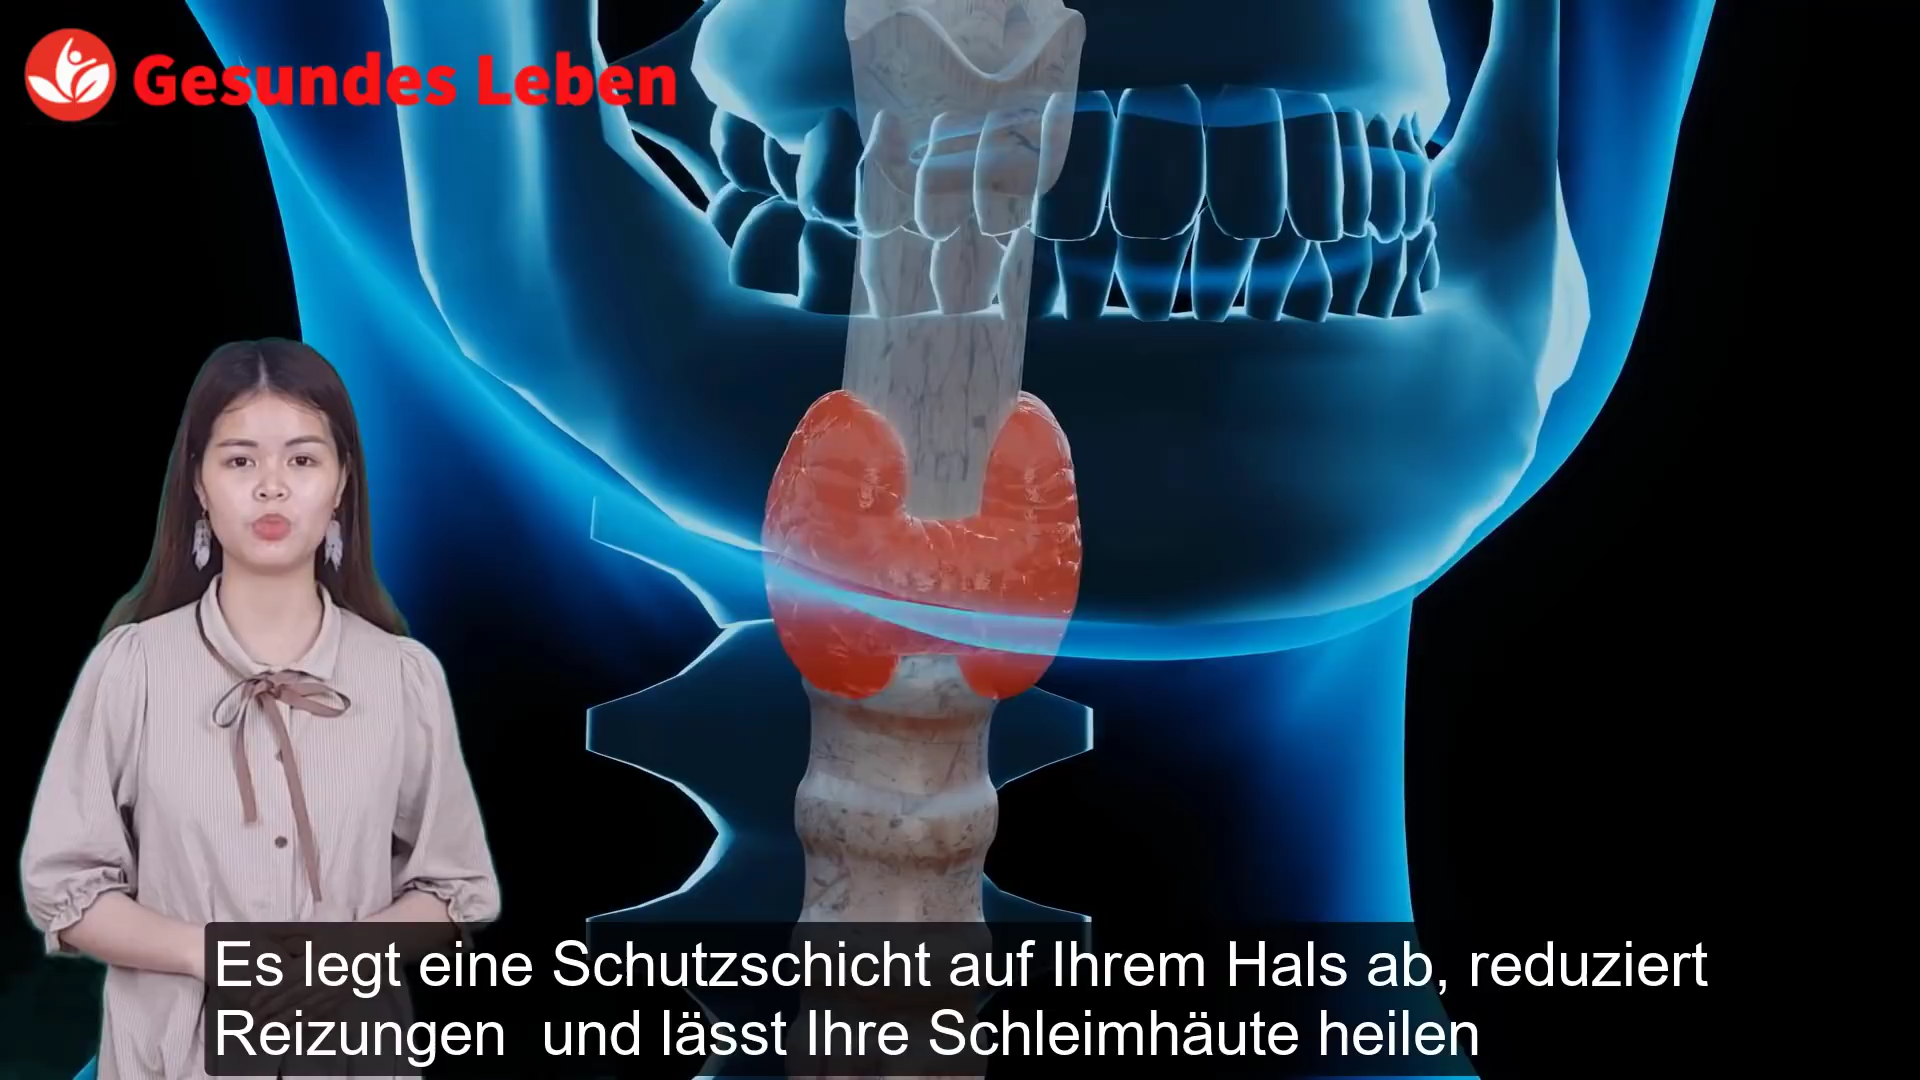 Gesundes Leben
Es legt eine Schutzschicht auf Ihrem Hals ab, reduziert
Reizungen  und lässt Ihre Schleimhäute heilen